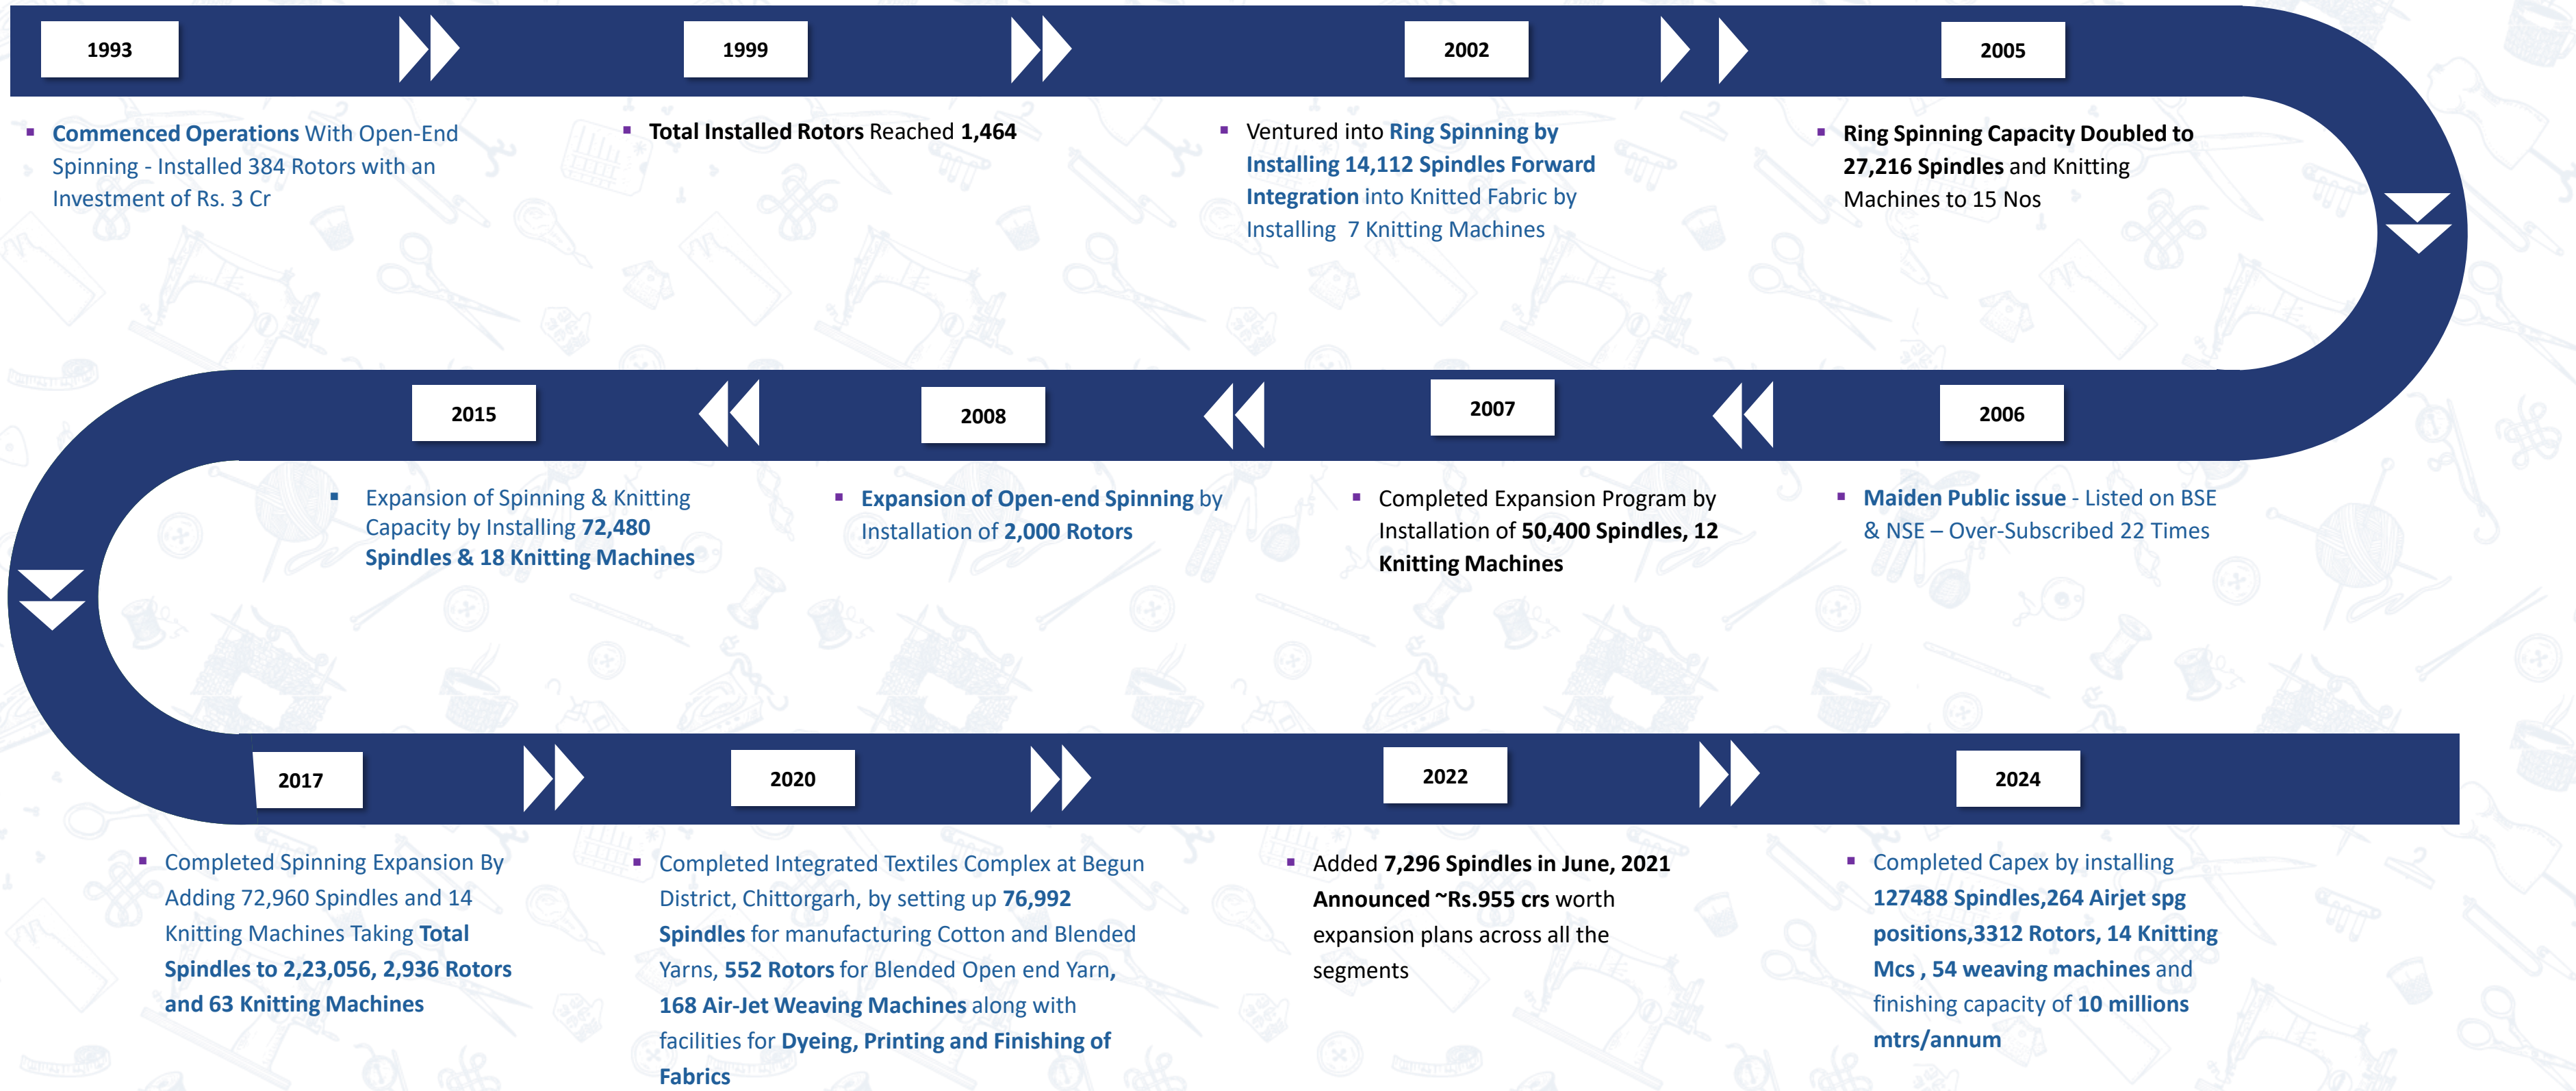 1993
Commenced Operations With Open-End
Spinning - Installed 384 Rotors with an
Investment of Rs. 3 Cr
1999
Total Installed Rotors Reached 1,464
2002
Ventured into Ring Spinning by
Installing 14,112 Spindles Forward
Integration into Knitted Fabric by
Installing 7 Knitting Machines
2005
Ring Spinning Capacity Doubled to
27,216 Spindles and Knitting
Machines to 15 Nos
2006
Maiden Public issue - Listed on BSE
& NSE – Over-Subscribed 22 Times
2007
Completed Expansion Program by
Installation of 50,400 Spindles, 12
Knitting Machines
2008
Expansion of Open-end Spinning by
Installation of 2,000 Rotors
2015
Expansion of Spinning & Knitting
Capacity by Installing 72,480
Spindles & 18 Knitting Machines
2017
Completed Spinning Expansion By
Adding 72,960 Spindles and 14
Knitting Machines Taking Total
Spindles to 2,23,056, 2,936 Rotors
and 63 Knitting Machines
2020
Completed Integrated Textiles Complex at Begun
District, Chittorgarh, by setting up 76,992
Spindles for manufacturing Cotton and Blended
Yarns, 552 Rotors for Blended Open end Yarn,
168 Air-Jet Weaving Machines along with
facilities for Dyeing, Printing and Finishing of
Fabrics
2022
Added 7,296 Spindles in June, 2021
Announced ~Rs.955 crs worth
expansion plans across all the
segments
2024
Completed Capex by installing
127488 Spindles,264 Airjet spg
positions,3312 Rotors, 14 Knitting
Mcs , 54 weaving machines and
finishing capacity of 10 millions
mtrs/annum